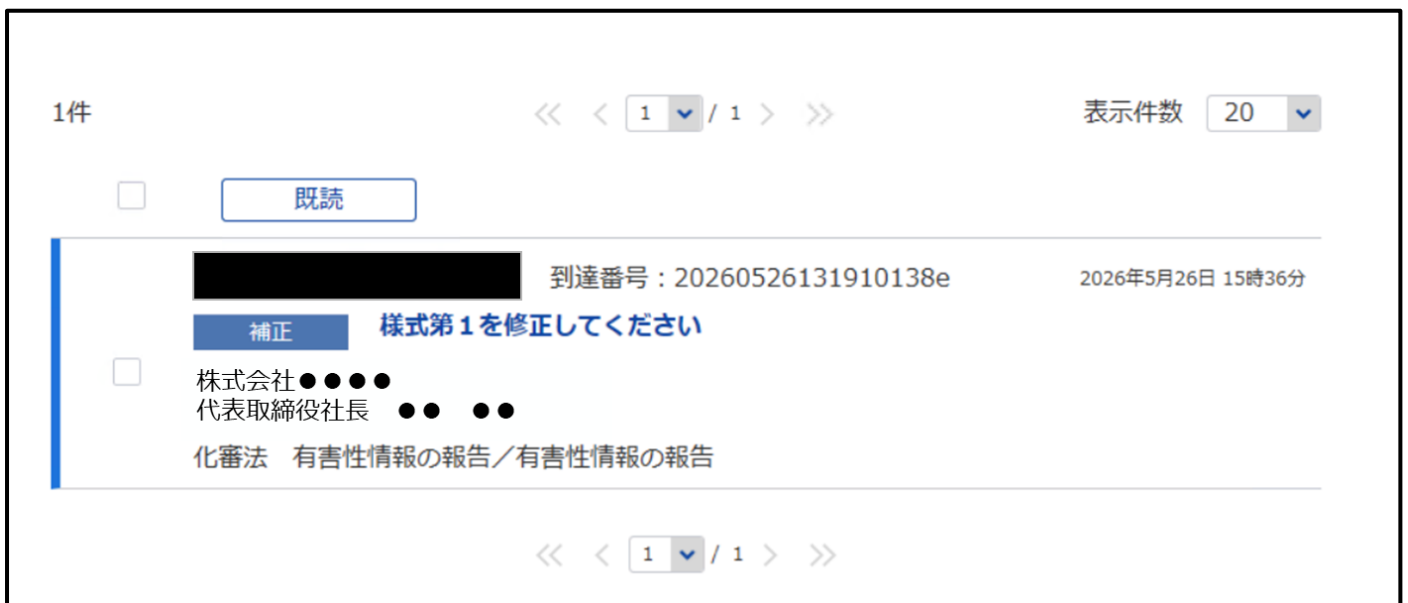 1件
1 / 1
表示件数 20
既読
到達番号：20260526131910138e
2026年5月26日 15時36分
補正
様式第１を修正してください
株式会社●●●●
代表取締役社長　●●　●●
化審法　有害性情報の報告／有害性情報の報告
1 / 1